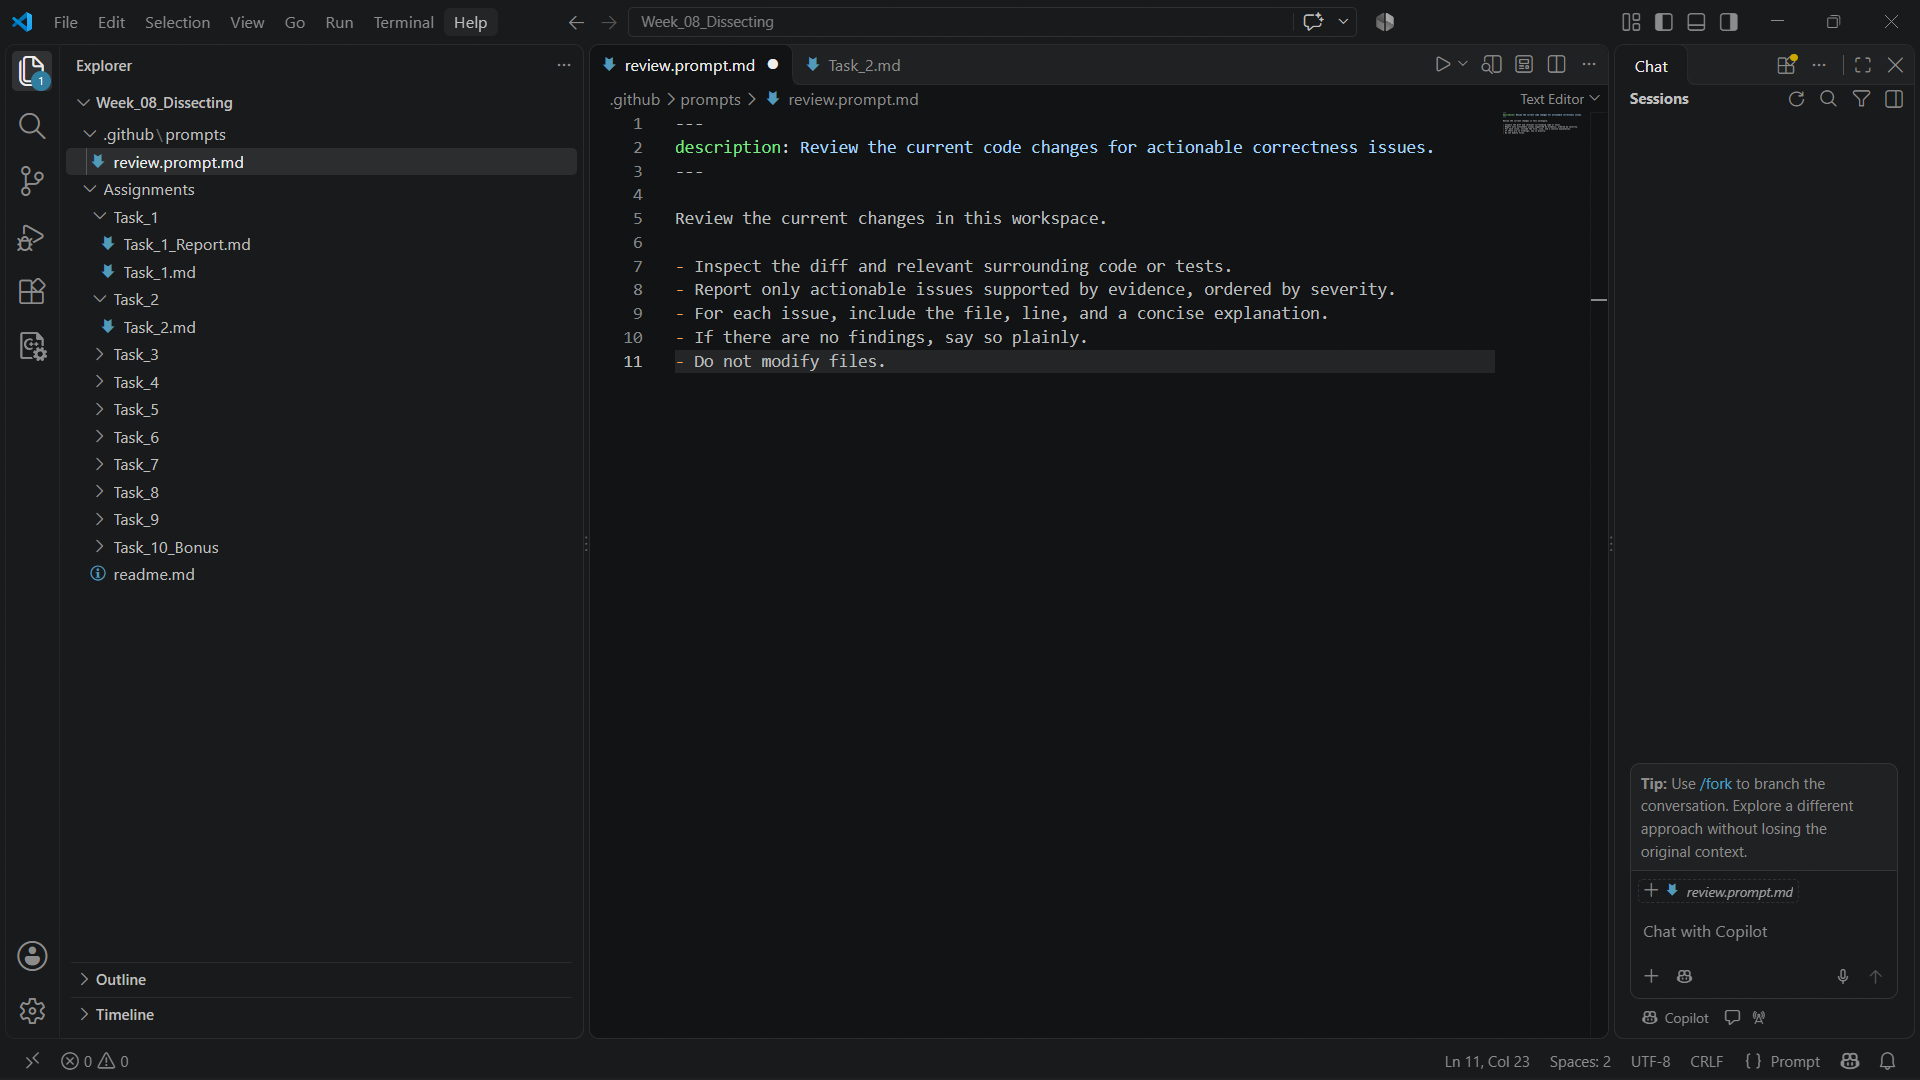 File Edit Selection View Go Run Terminal Help
Week_08_Dissecting
1
Explorer
Week_08_Dissecting
.github\prompts
review.prompt.md
Assignments
Task_1
Task_1_Report.md
Task_1.md
Task_2
Task_2.md
Task_3
Task_4
Task_5
Task_6
Task_7
Task_8
Task_9
Task_10_Bonus
readme.md
Outline
Timeline
review.prompt.md
Task_2.md
.github > prompts > review.prompt.md
Text Editor
1 ---
2 description: Review the current code changes for actionable correctness issues.
3 ---
4
5 Review the current changes in this workspace.
6
7 - Inspect the diff and relevant surrounding code or tests.
8 - Report only actionable issues supported by evidence, ordered by severity.
9 - For each issue, include the file, line, and a concise explanation.
10 - If there are no findings, say so plainly.
11 - Do not modify files.
Chat
Sessions
Tip: Use /fork to branch the
conversation. Explore a different
approach without losing the
original context.
review.prompt.md
Chat with Copilot
Copilot
0 0
Ln 11, Col 23 Spaces: 2 UTF-8 CRLF {} Prompt